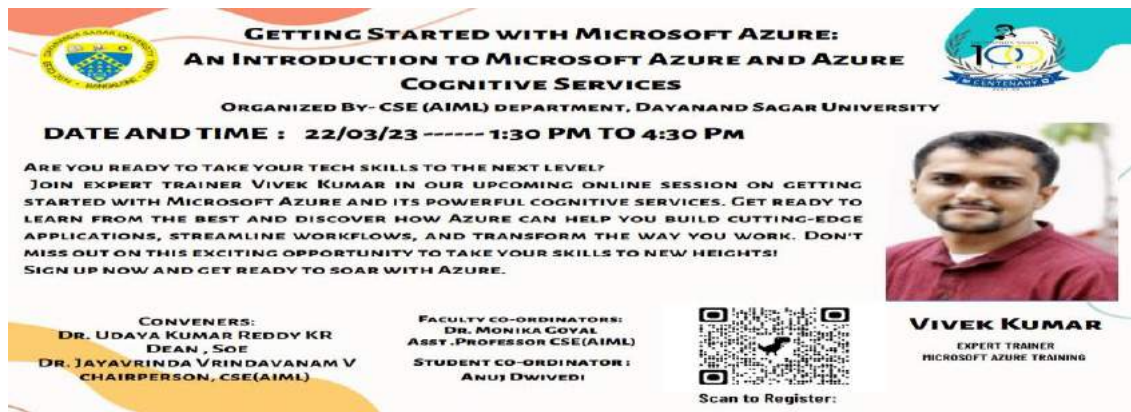 GETTING STARTED WITH MICROSOFT AZURE:
AN INTRODUCTION TO MICROSOFT AZURE AND AZURE
COGNITIVE SERVICES
ORGANIZED BY- CSE (AIML) DEPARTMENT, DAYANAND SAGAR UNIVERSITY
DATE AND TIME : 22/03/23 ------ 1:30 PM TO 4:30 PM
ARE YOU READY TO TAKE YOUR TECH SKILLS TO THE NEXT LEVEL?
JOIN EXPERT TRAINER VIVEK KUMAR IN OUR UPCOMING ONLINE SESSION ON GETTING
STARTED WITH MICROSOFT AZURE AND ITS POWERFUL COGNITIVE SERVICES. GET READY TO
LEARN FROM THE BEST AND DISCOVER HOW AZURE CAN HELP YOU BUILD CUTTING-EDGE
APPLICATIONS, STREAMLINE WORKFLOWS, AND TRANSFORM THE WAY YOU WORK. DON'T
MISS OUT ON THIS EXCITING OPPORTUNITY TO TAKE YOUR SKILLS TO NEW HEIGHTS!
SIGN UP NOW AND GET READY TO SOAR WITH AZURE.
CONVENERS:
DR. UDAYA KUMAR REDDY KR
DEAN , SOE
DR. JAYAVRINDA VRINDAVANAM V
CHAIRPERSON, CSE(AIML)
FACULTY CO-ORDINATORS:
DR. MONIKA GOYAL
ASST .PROFESSOR CSE(AIML)
STUDENT CO-ORDINATOR :
ANUJ DWIVEDI
Scan to Register:
VIVEK KUMAR
EXPERT TRAINER
MICROSOFT AZURE TRAINING
DAYANANDA SAGAR UNIVERSITY
BANGALORE
100
CENTENARY